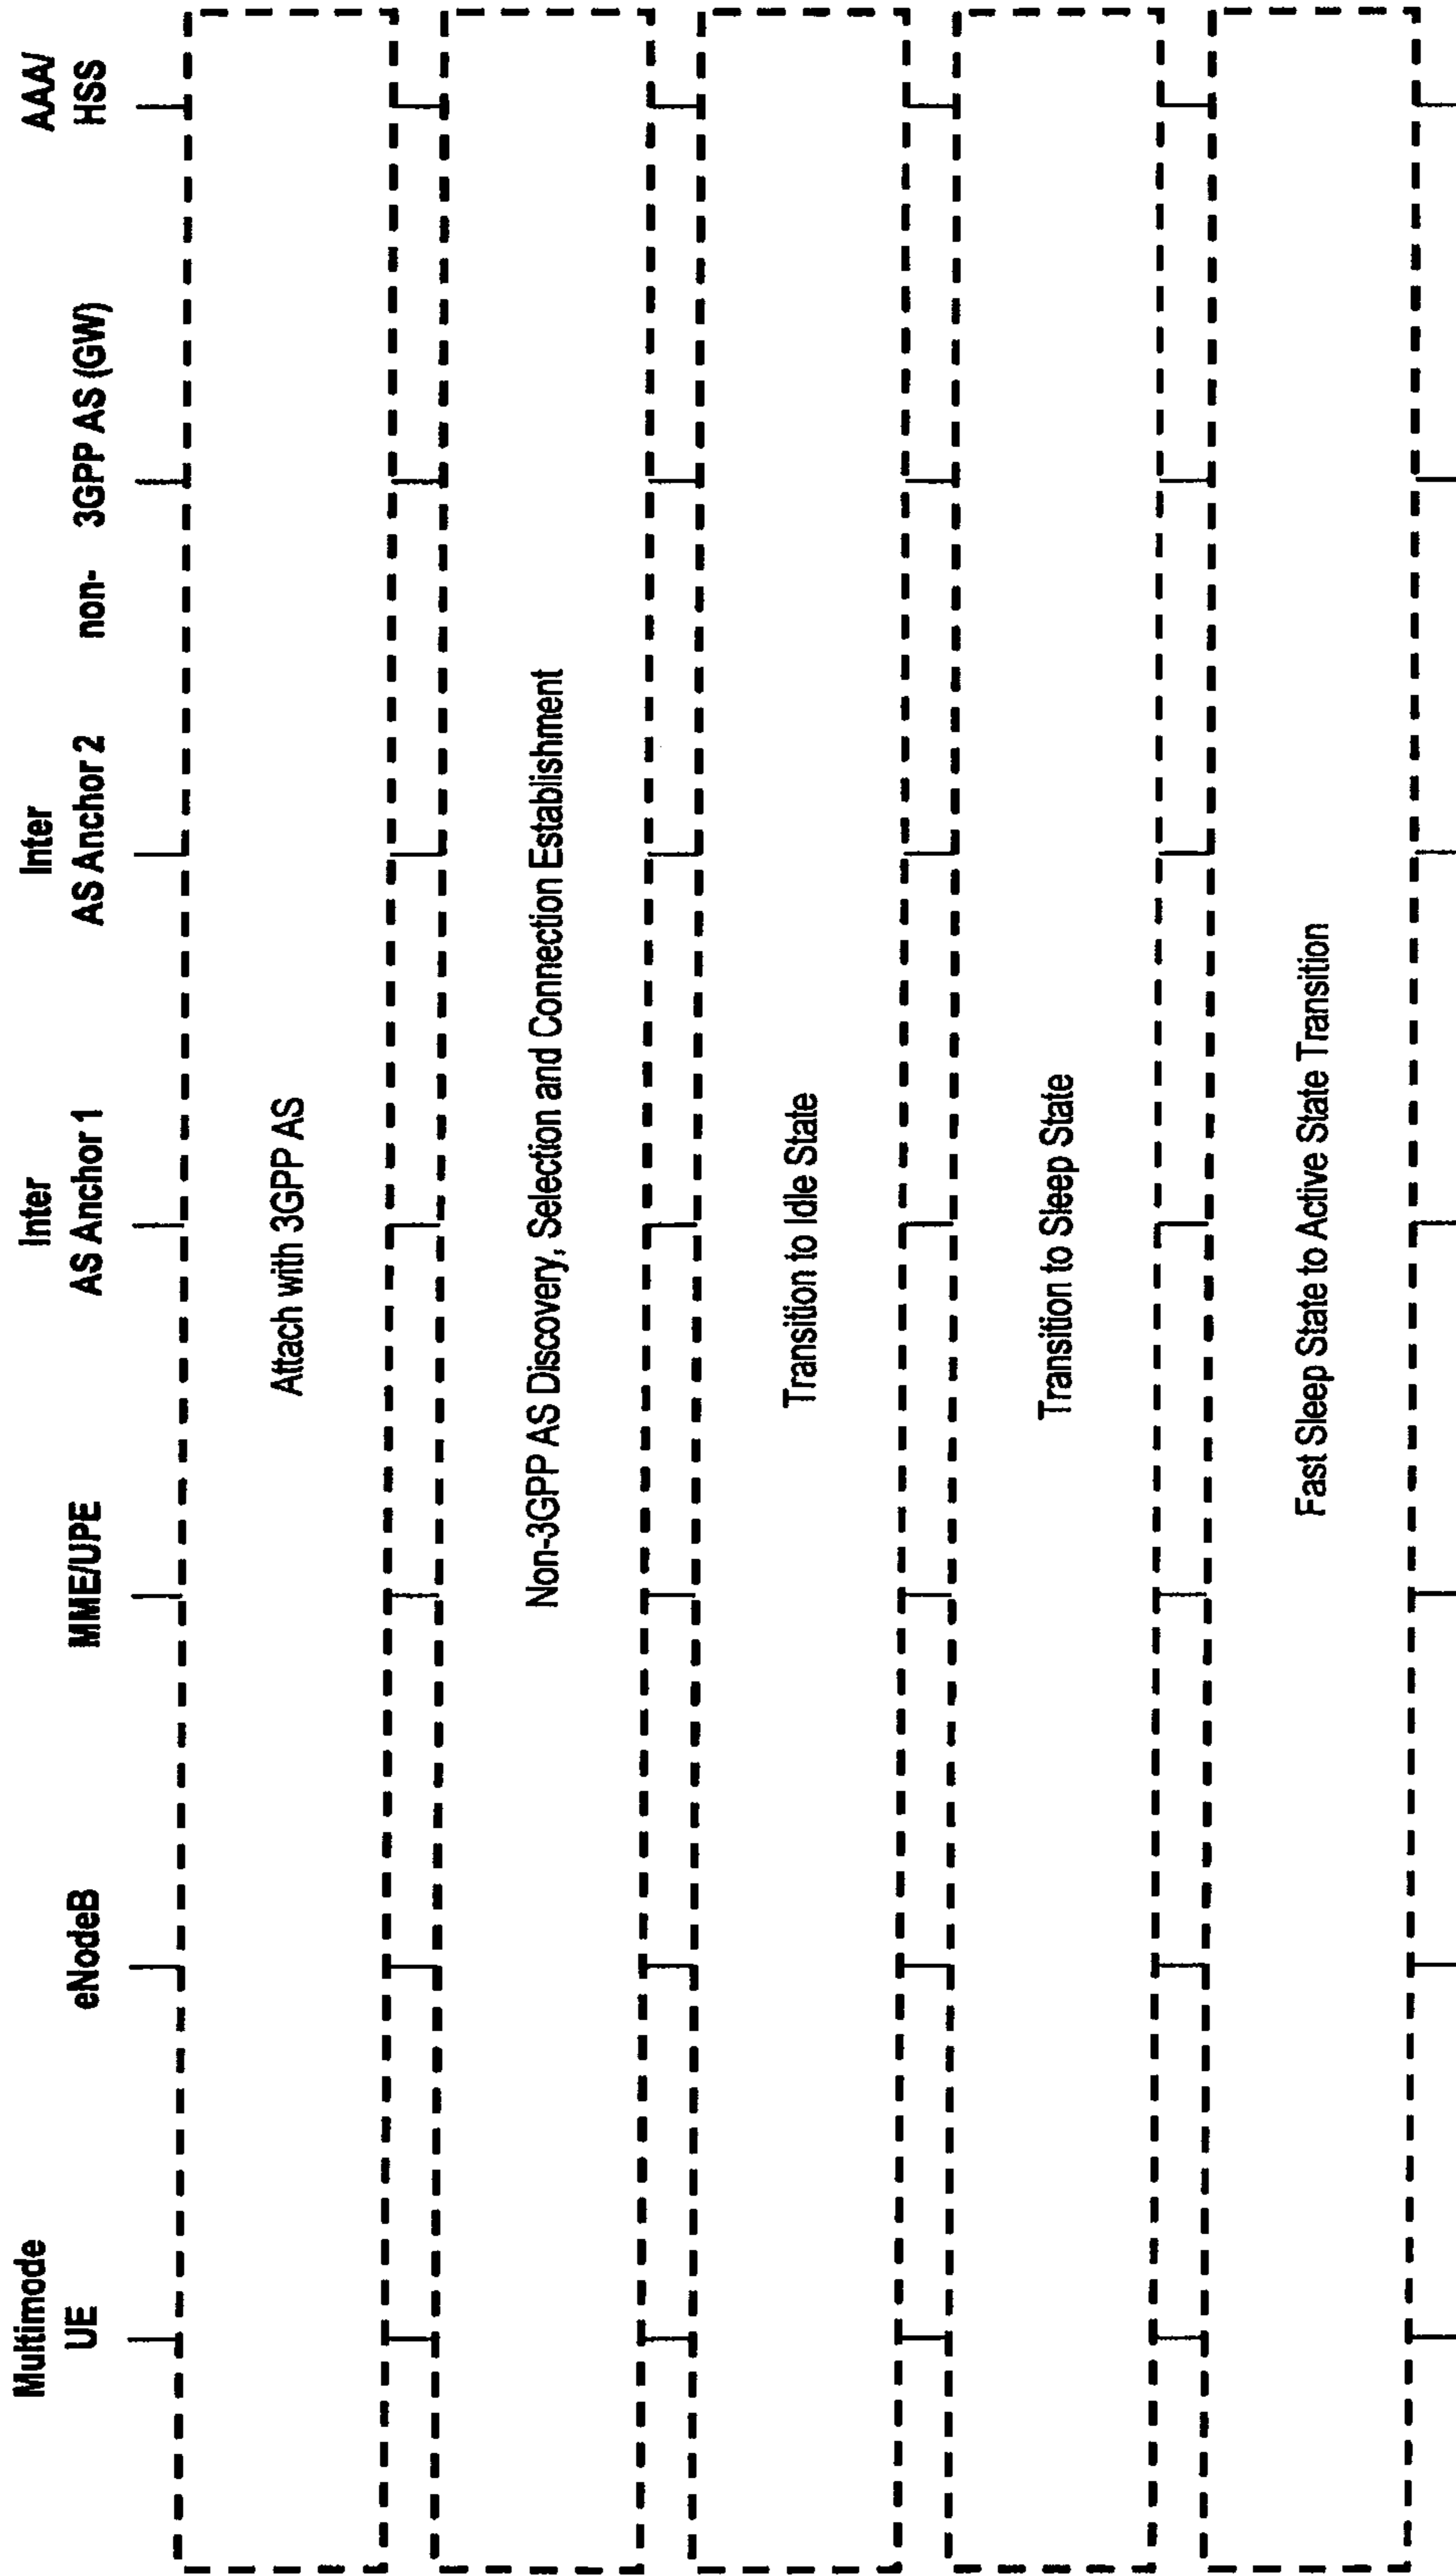 Multimode
UE
eNodeB
MME/UPE
Inter
AS Anchor 1
Inter
AS Anchor 2
non- 3GPP AS (GW)
AAA/
HSS
Attach with 3GPP AS
Non-3GPP AS Discovery, Selection and Connection Establishment
Transition to Idle State
Transition to Sleep State
Fast Sleep State to Active State Transition